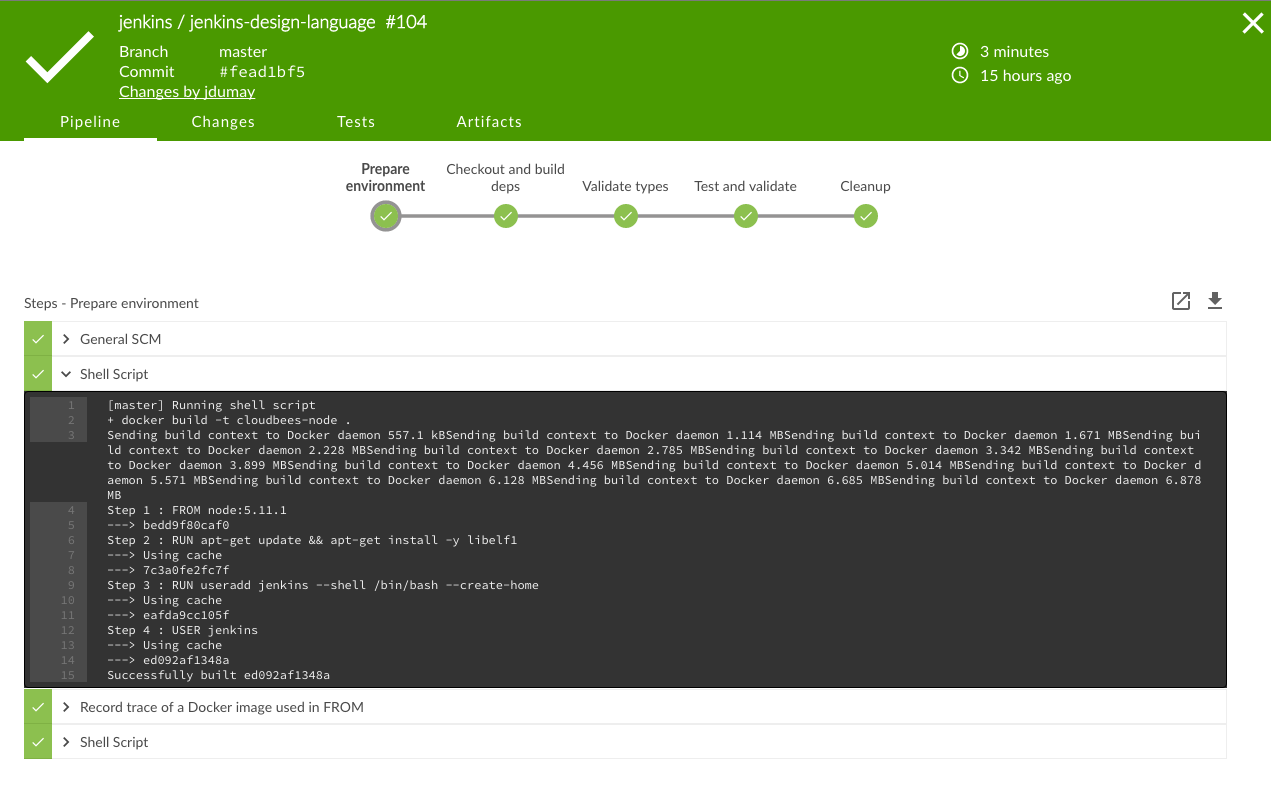 jenkins / jenkins-design-language #104
Branch master
Commit #fead1bf5
Changes by jdumay
3 minutes
15 hours ago
Pipeline Changes Tests Artifacts
Prepare environment
Checkout and build deps
Validate types
Test and validate
Cleanup
Steps - Prepare environment
General SCM
Shell Script
1 [master] Running shell script
2 + docker build -t cloudbees-node .
3 Sending build context to Docker daemon 557.1 kBSending build context to Docker daemon 1.114 MBSending build context to Docker daemon 1.671 MBSending bui
ld context to Docker daemon 2.228 MBSending build context to Docker daemon 2.785 MBSending build context to Docker daemon 3.342 MBSending build context
to Docker daemon 3.899 MBSending build context to Docker daemon 4.456 MBSending build context to Docker daemon 5.014 MBSending build context to Docker d
aemon 5.571 MBSending build context to Docker daemon 6.128 MBSending build context to Docker daemon 6.685 MBSending build context to Docker daemon 6.878
MB
4 Step 1 : FROM node:5.11.1
5 ---> bedd9f80caf0
6 Step 2 : RUN apt-get update && apt-get install -y libelf1
7 ---> Using cache
8 ---> 7c3a0fe2fc7f
9 Step 3 : RUN useradd jenkins --shell /bin/bash --create-home
10 ---> Using cache
11 ---> eafda9cc105f
12 Step 4 : USER jenkins
13 ---> Using cache
14 ---> ed092af1348a
15 Successfully built ed092af1348a
Record trace of a Docker image used in FROM
Shell Script